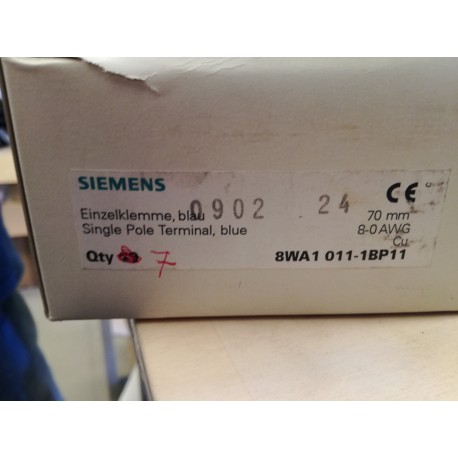 SIEMENS
0902 24
CE
Einzelklemme, blau
70 mm
Single Pole Terminal, blue
8-0 AWG
Cu
Qty 7
8WA1 011-1BP11